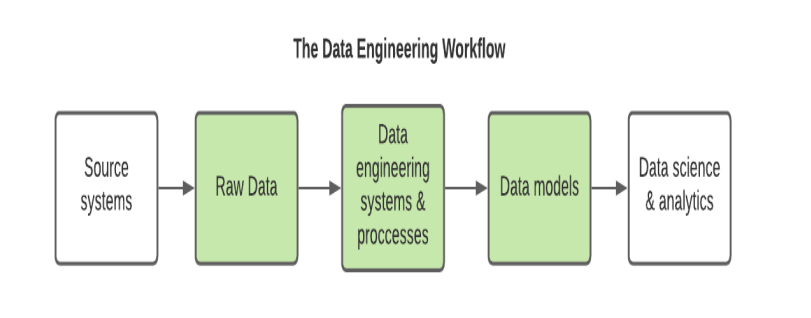 The Data Engineering Workflow
Source
systems
Raw Data
Data
engineering
systems &
proccesses
Data models
Data science
& analytics